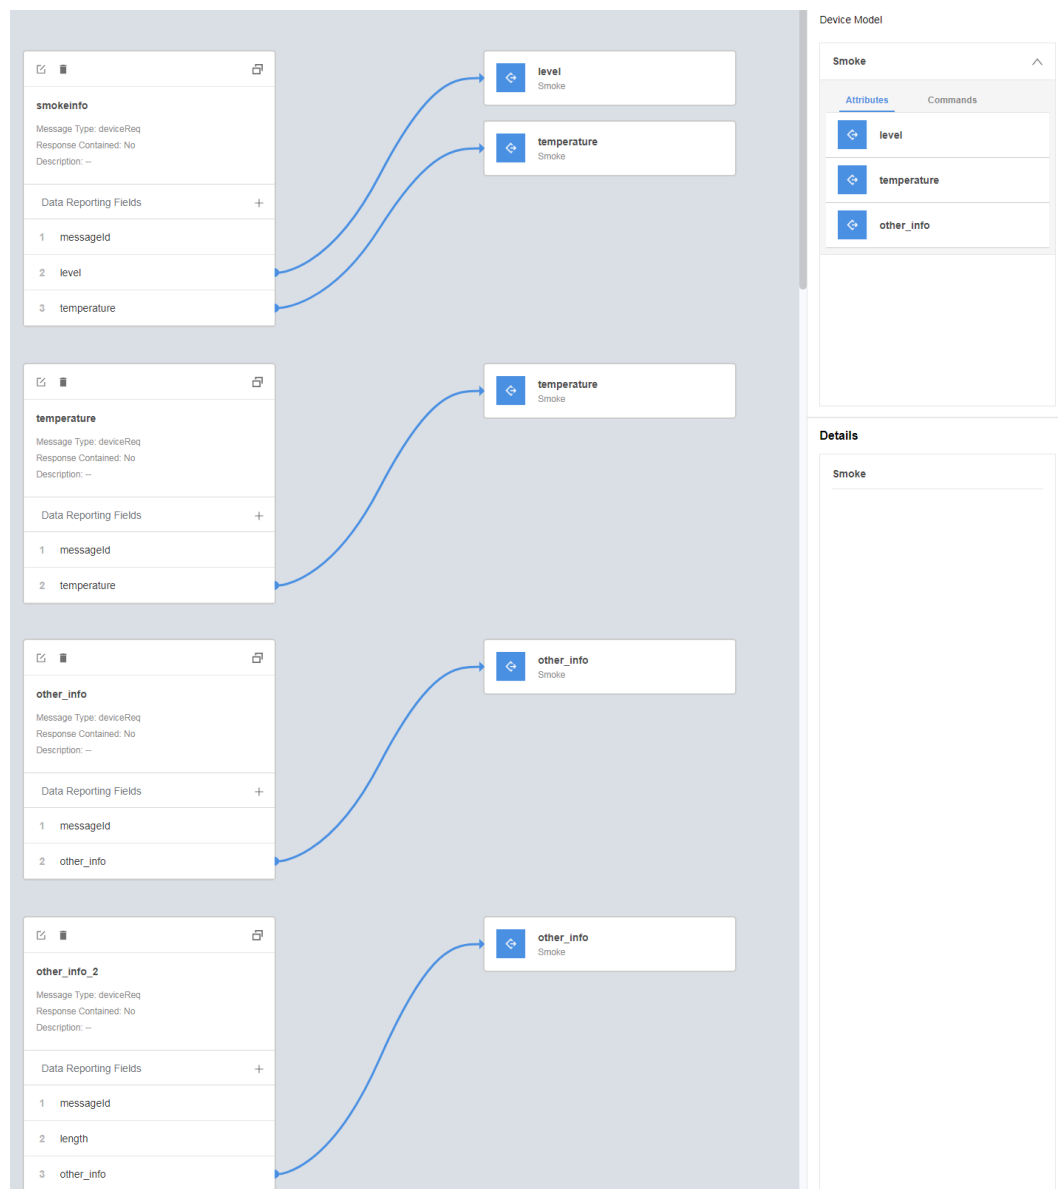 smokeinfo
Message Type: deviceReq
Response Contained: No
Description: --
Data Reporting Fields +
1 messageId
2 level
3 temperature
level
Smoke
temperature
Smoke
temperature
Message Type: deviceReq
Response Contained: No
Description: --
Data Reporting Fields +
1 messageId
2 temperature
temperature
Smoke
other_info
Message Type: deviceReq
Response Contained: No
Description: --
Data Reporting Fields +
1 messageId
2 other_info
other_info
Smoke
other_info_2
Message Type: deviceReq
Response Contained: No
Description: --
Data Reporting Fields +
1 messageId
2 length
3 other_info
other_info
Smoke
Device Model
Smoke
Attributes Commands
level
temperature
other_info
Details
Smoke